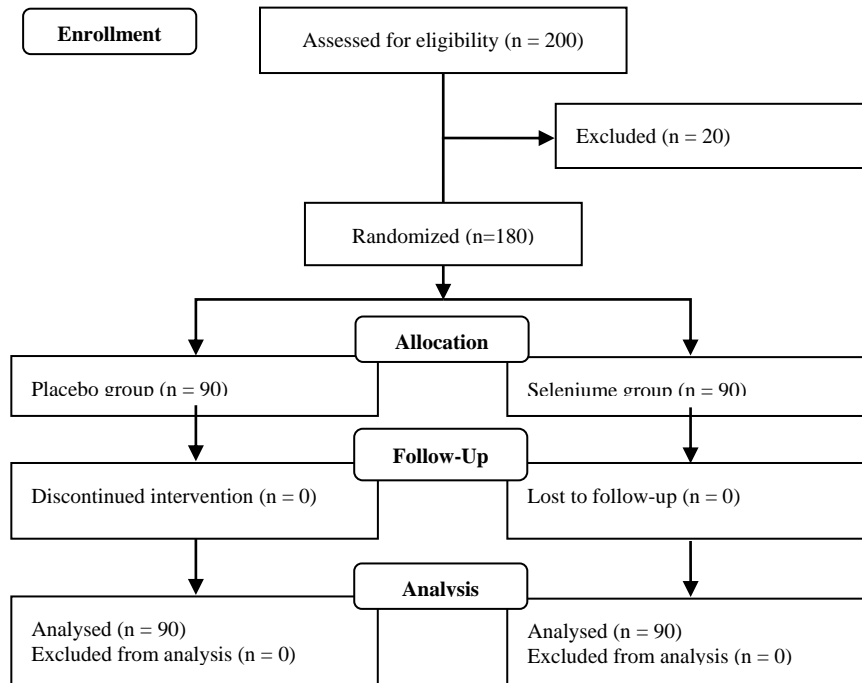 Enrollment
Assessed for eligibility (n = 200)
Excluded (n = 20)
Randomized (n=180)
Allocation
Placebo group (n = 90)
Seleniume group (n = 90)
Follow-Up
Discontinued intervention (n = 0)
Lost to follow-up (n = 0)
Analysis
Analysed (n = 90)
Excluded from analysis (n = 0)
Analysed (n = 90)
Excluded from analysis (n = 0)